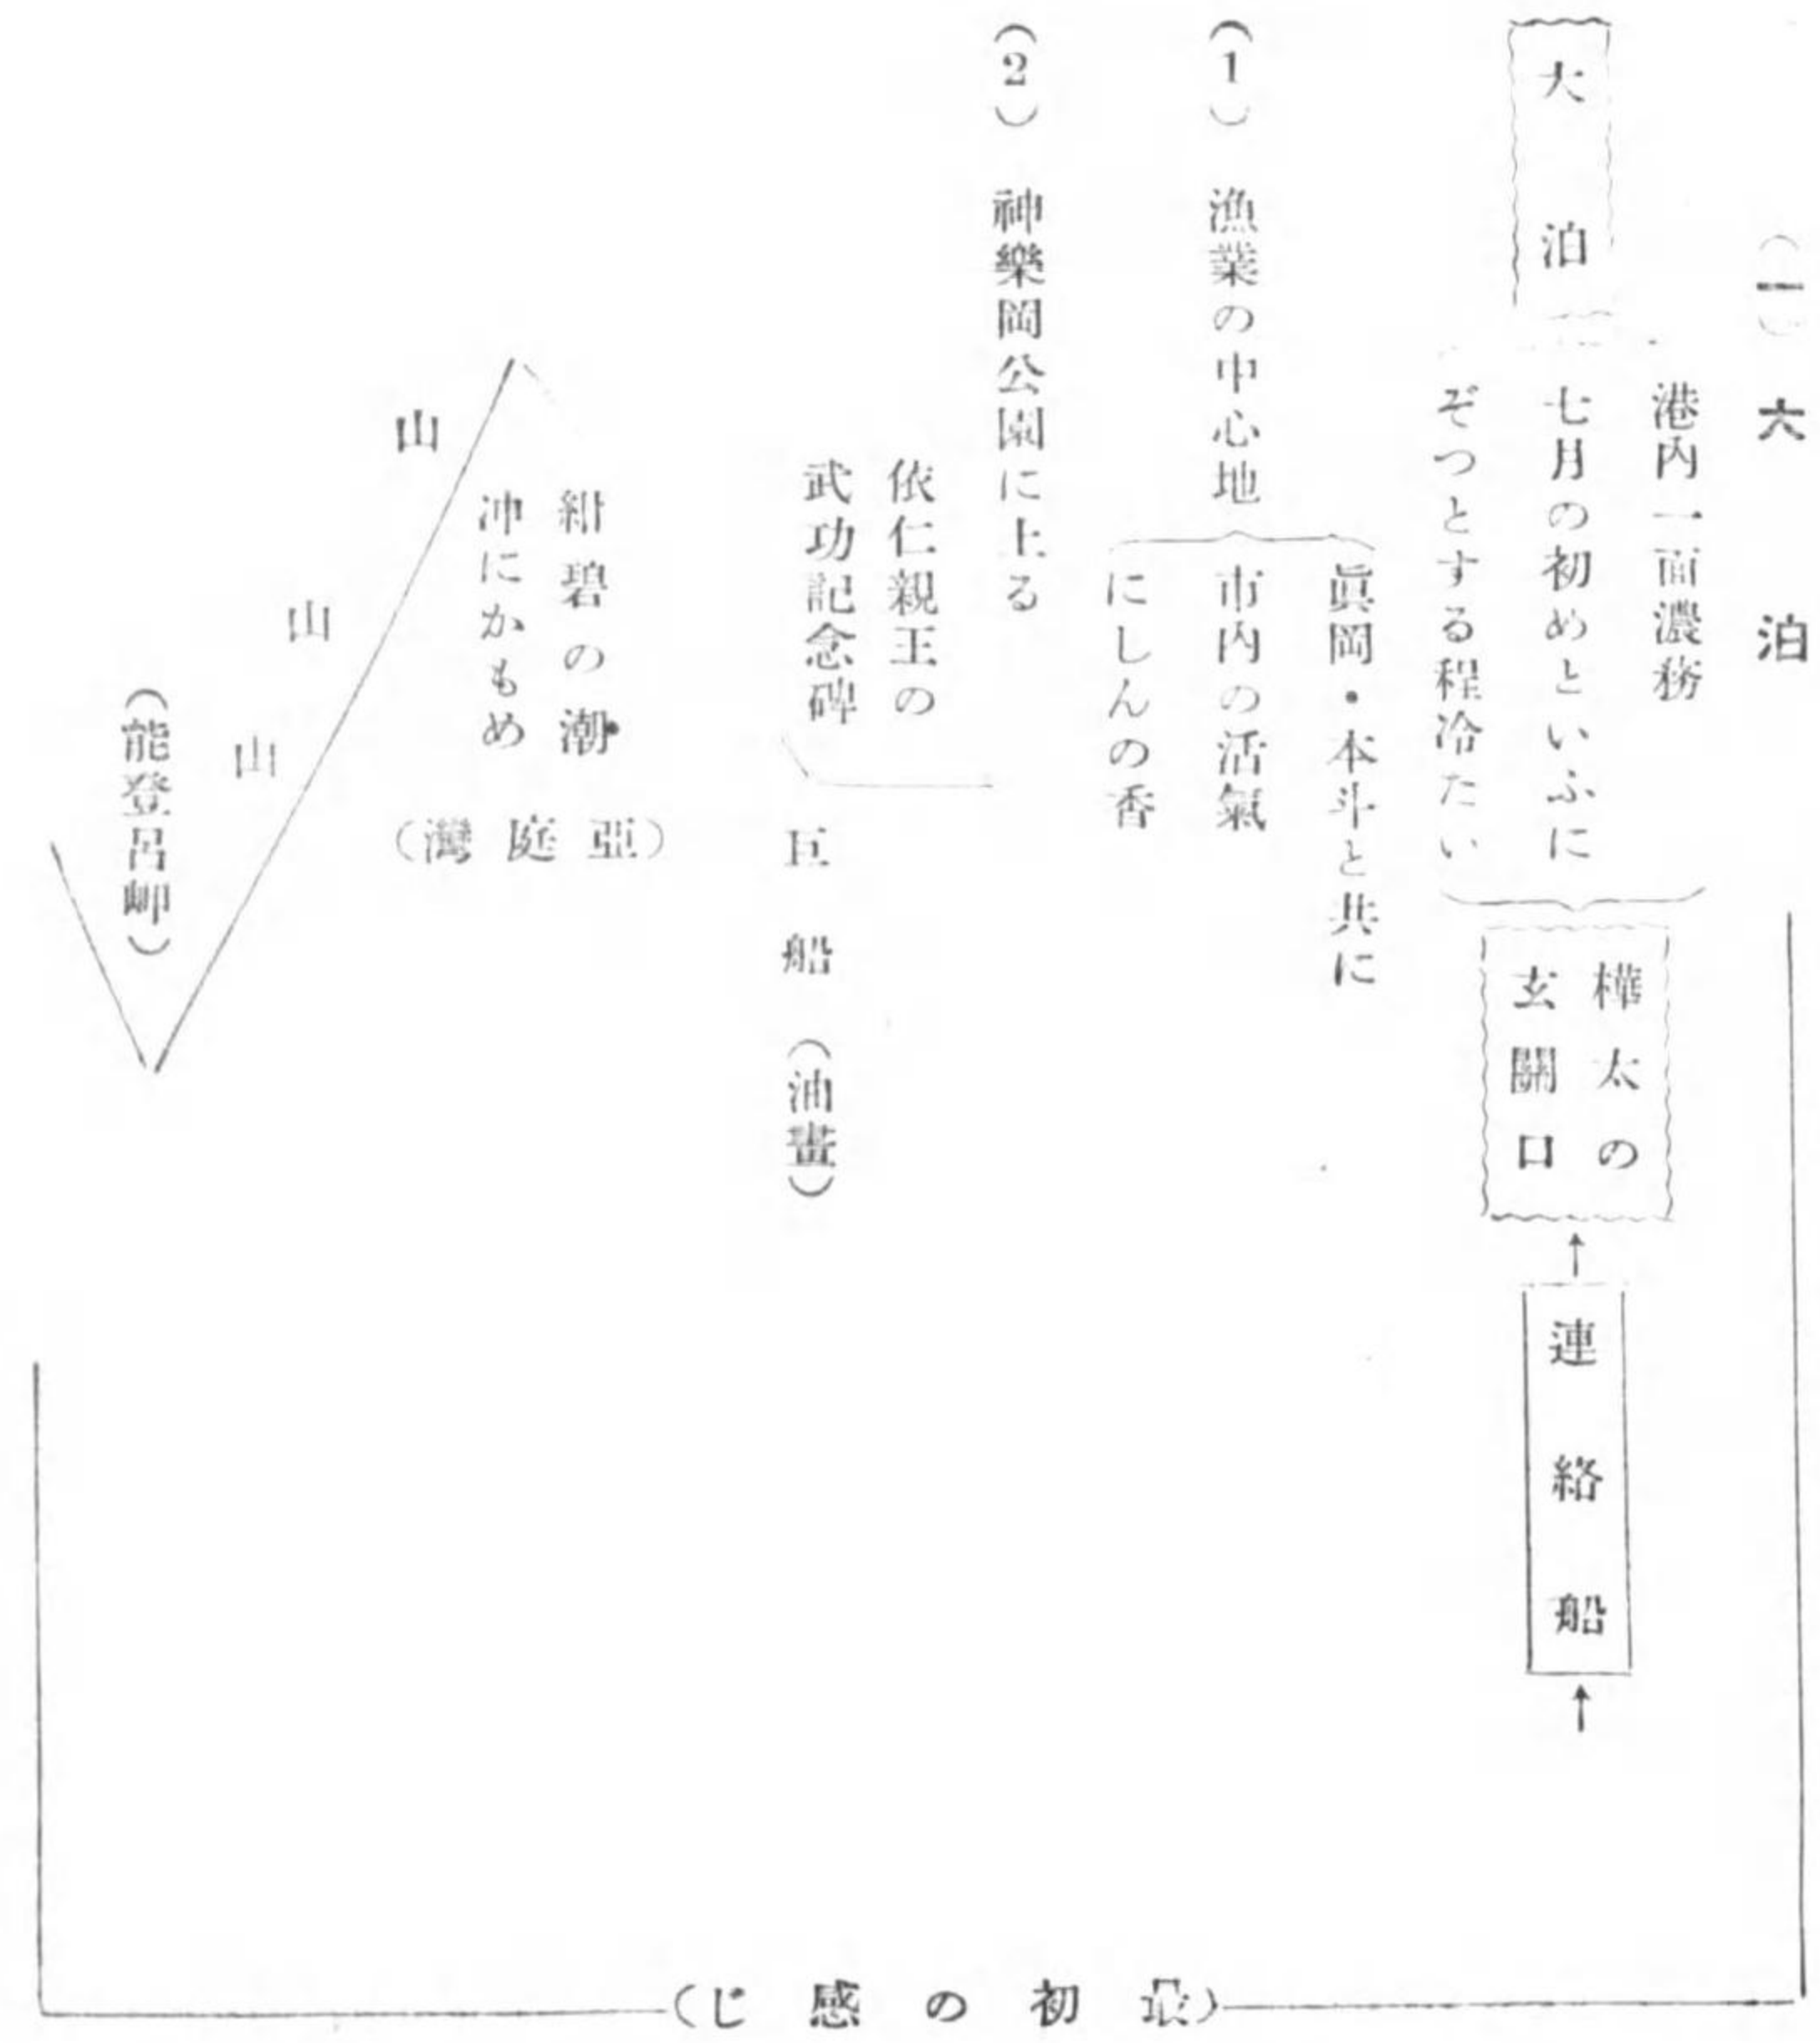 (一) 大泊
大泊
港内一面濃務
七月の初めといふに
ぞつとする程冷たい
樺太の
玄關口
連絡船
(1) 漁業の中心地
眞岡・本斗と共に
市内の活氣
にしんの香
(2) 神樂岡公園に上る
依仁親王の
武功記念碑
巨船 (油畫)
紺碧の潮
冲にかもめ
(亞庭灣)
山
山
山
(能登呂岬)
(最初の感じ)